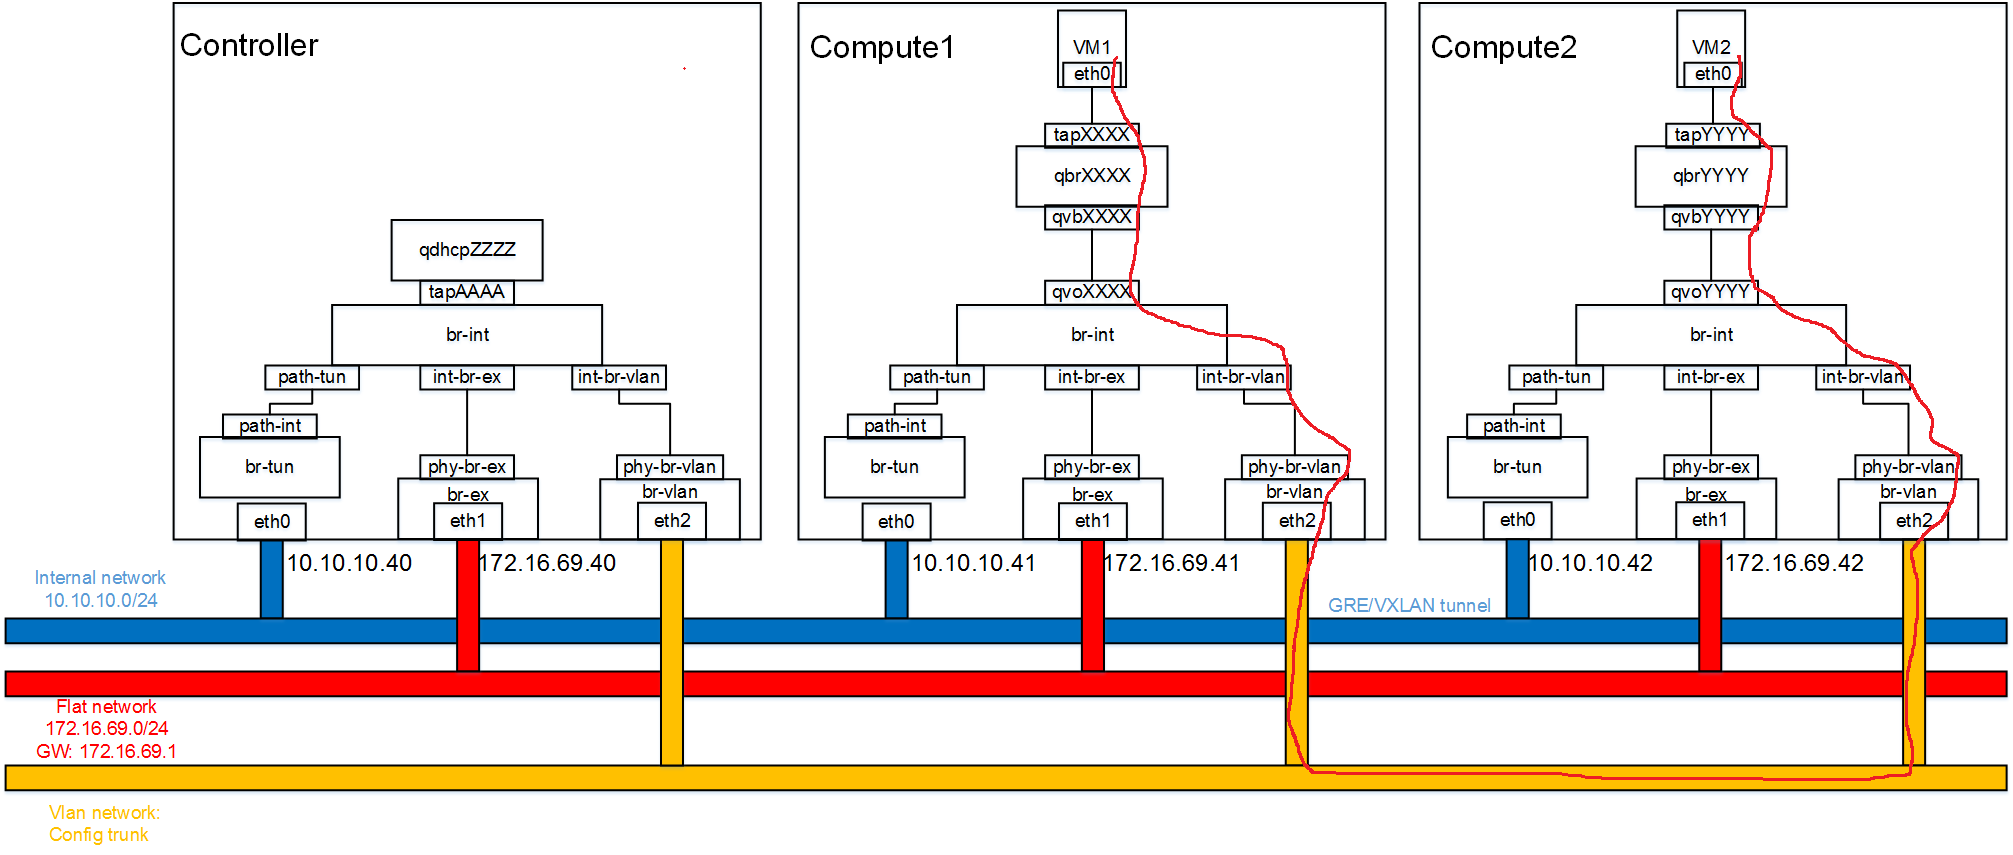 Controller
qdhcpZZZZ
tapAAAA
br-int
path-tun
int-br-ex
int-br-vlan
path-int
br-tun
phy-br-ex
phy-br-vlan
br-ex
br-vlan
eth0
eth1
eth2
10.10.10.40
172.16.69.40
Compute1
VM1
eth0
tapXXXX
qbrXXXX
qvbXXXX
qvoXXXX
br-int
path-tun
int-br-ex
int-br-vlan
path-int
br-tun
phy-br-ex
phy-br-vlan
br-ex
br-vlan
eth0
eth1
eth2
10.10.10.41
172.16.69.41
Compute2
VM2
eth0
tapYYYY
qbrYYYY
qvbYYYY
qvoYYYY
br-int
path-tun
int-br-ex
int-br-vlan
path-int
br-tun
phy-br-ex
phy-br-vlan
br-ex
br-vlan
eth0
eth1
eth2
10.10.10.42
172.16.69.42
Internal network
10.10.10.0/24
GRE/VXLAN tunnel
Flat network
172.16.69.0/24
GW: 172.16.69.1
Vlan network:
Config trunk